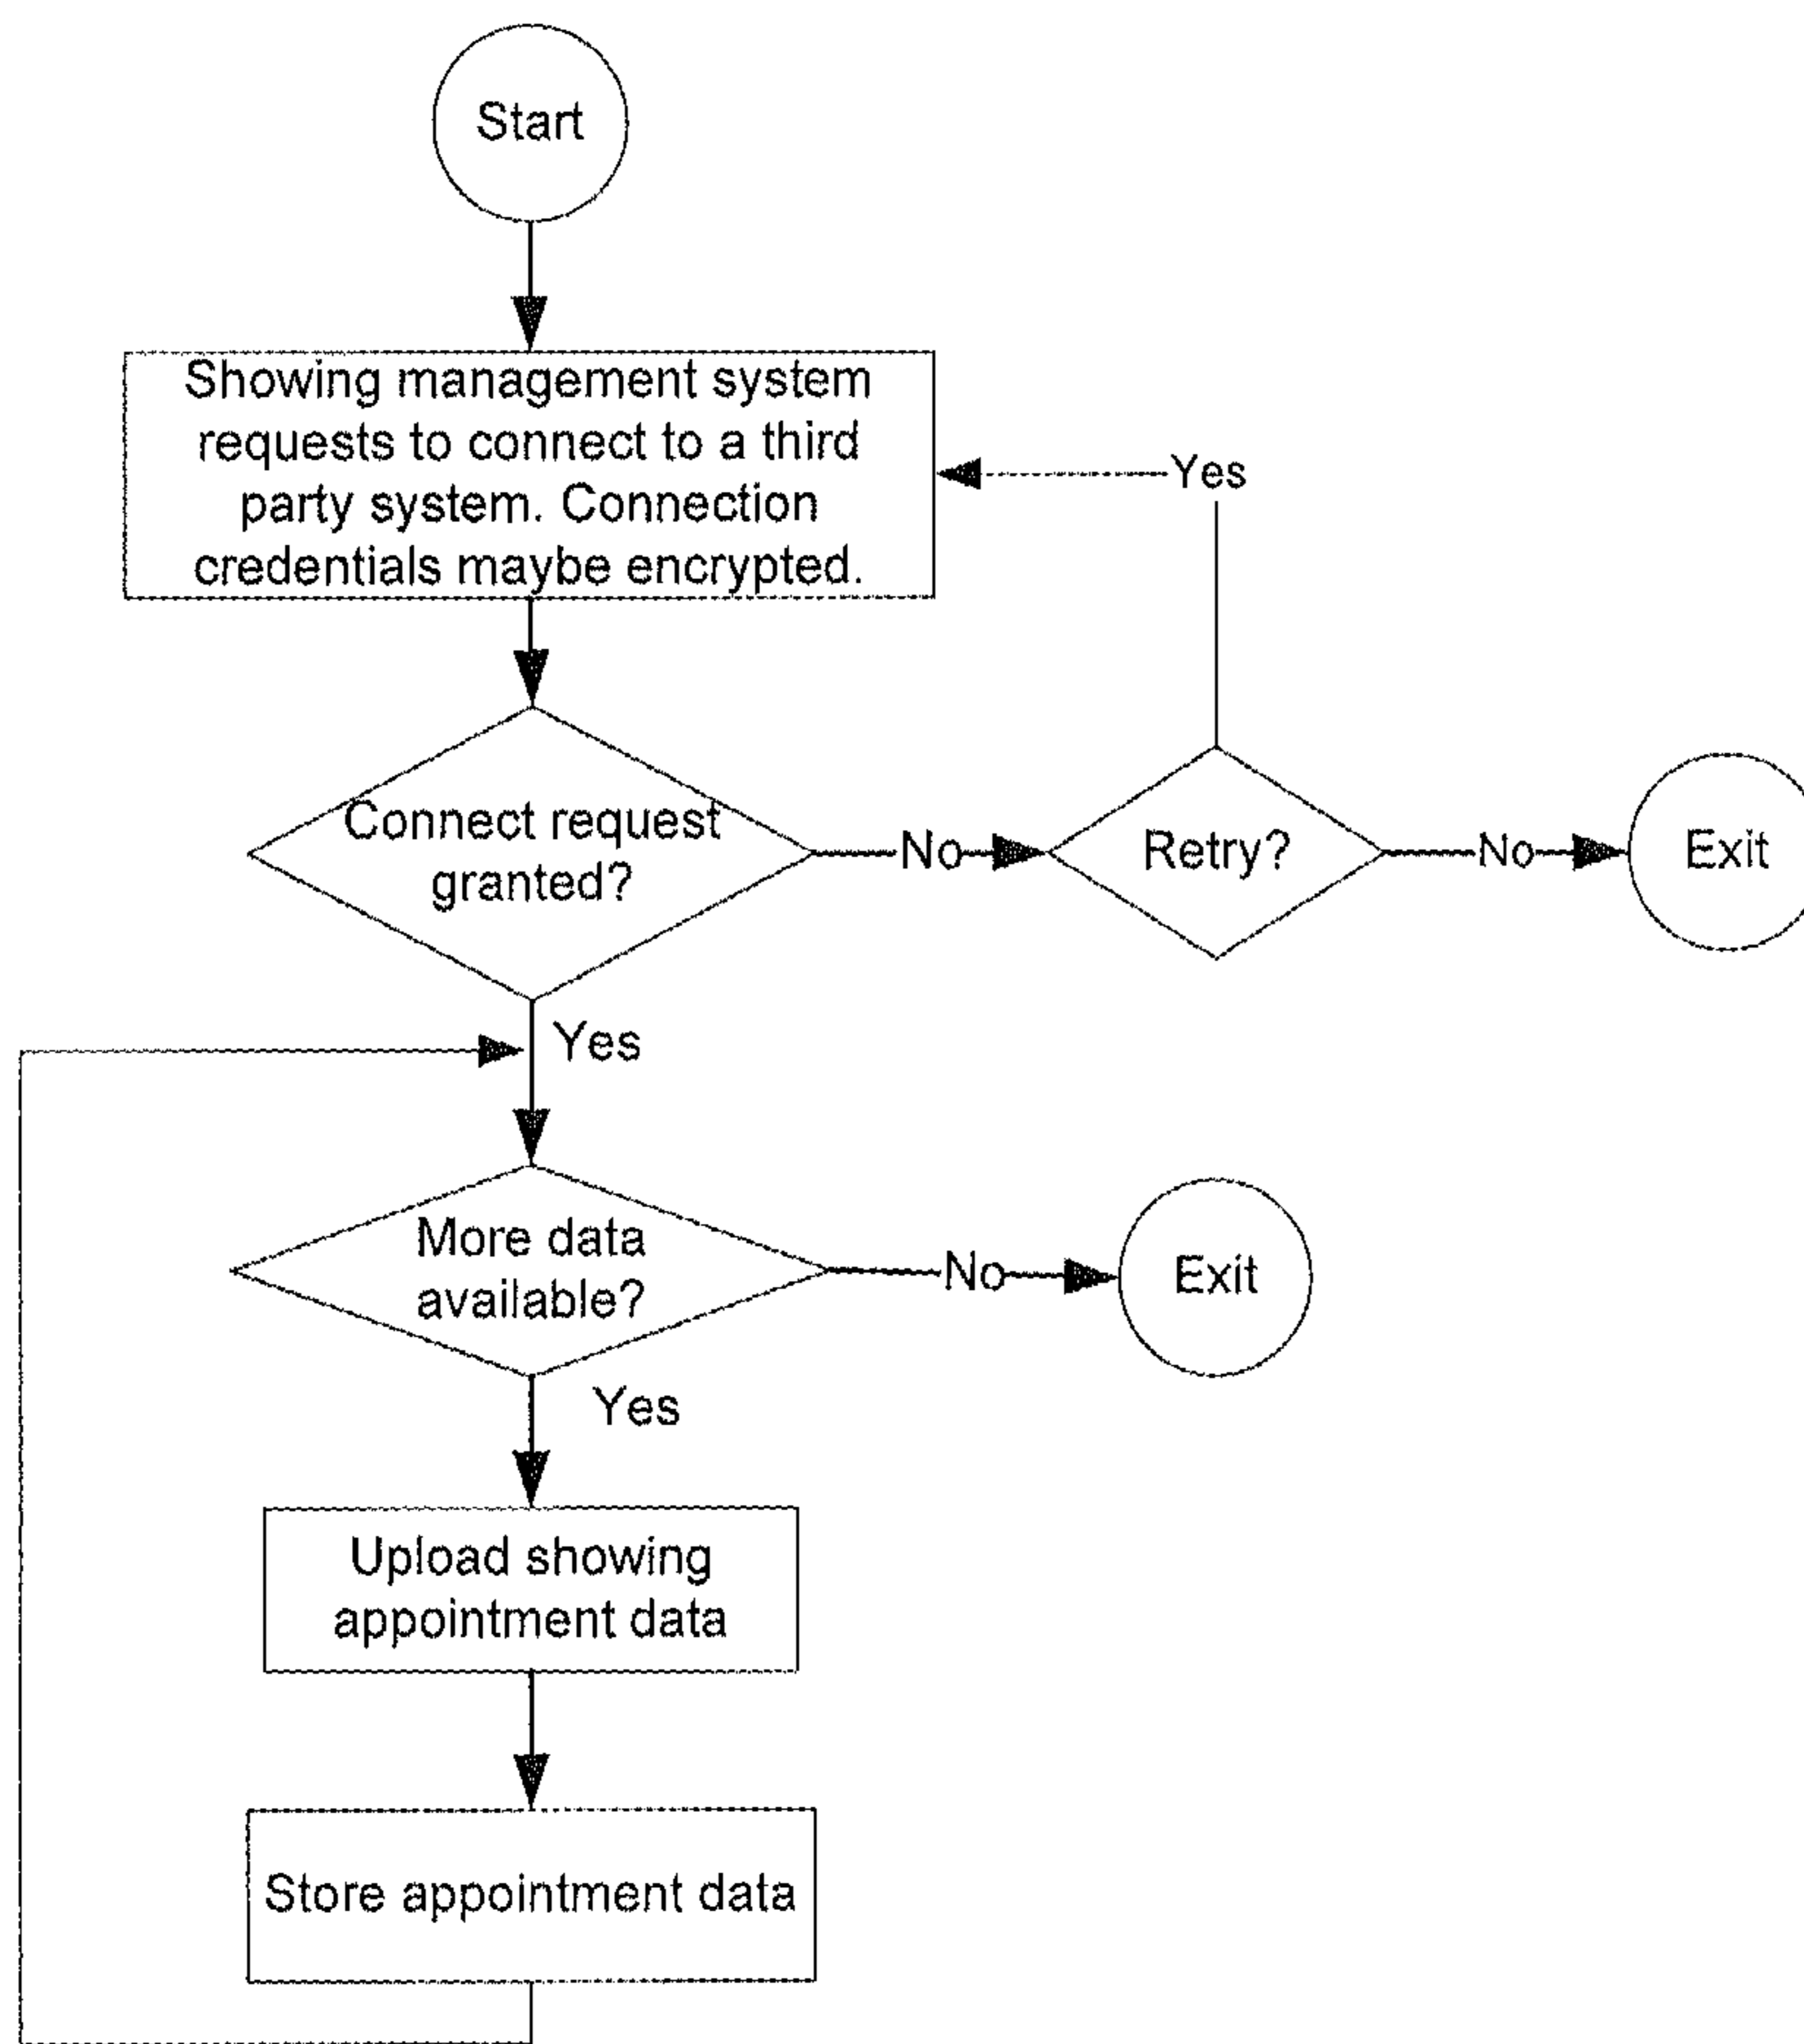 Start
Showing management system
requests to connect to a third
party system. Connection
credentials maybe encrypted.
Yes
Connect request
granted?
No
Retry?
No
Exit
Yes
More data
available?
No
Exit
Yes
Upload showing
appointment data
Store appointment data